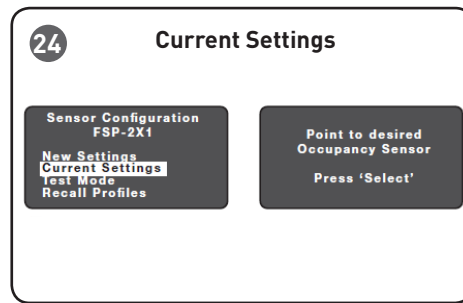 24
Current Settings
Sensor Configuration
FSP-2X1
New Settings
Current Settings
Test Mode
Recall Profiles
Point to desired
Occupancy Sensor
Press ‘Select’